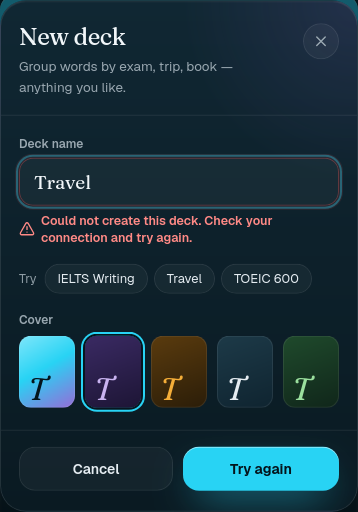 New deck
Group words by exam, trip, book —
anything you like.
Deck name
Travel
Could not create this deck. Check your
connection and try again.
Try IELTS Writing Travel TOEIC 600
Cover
T T T T T
Cancel Try again